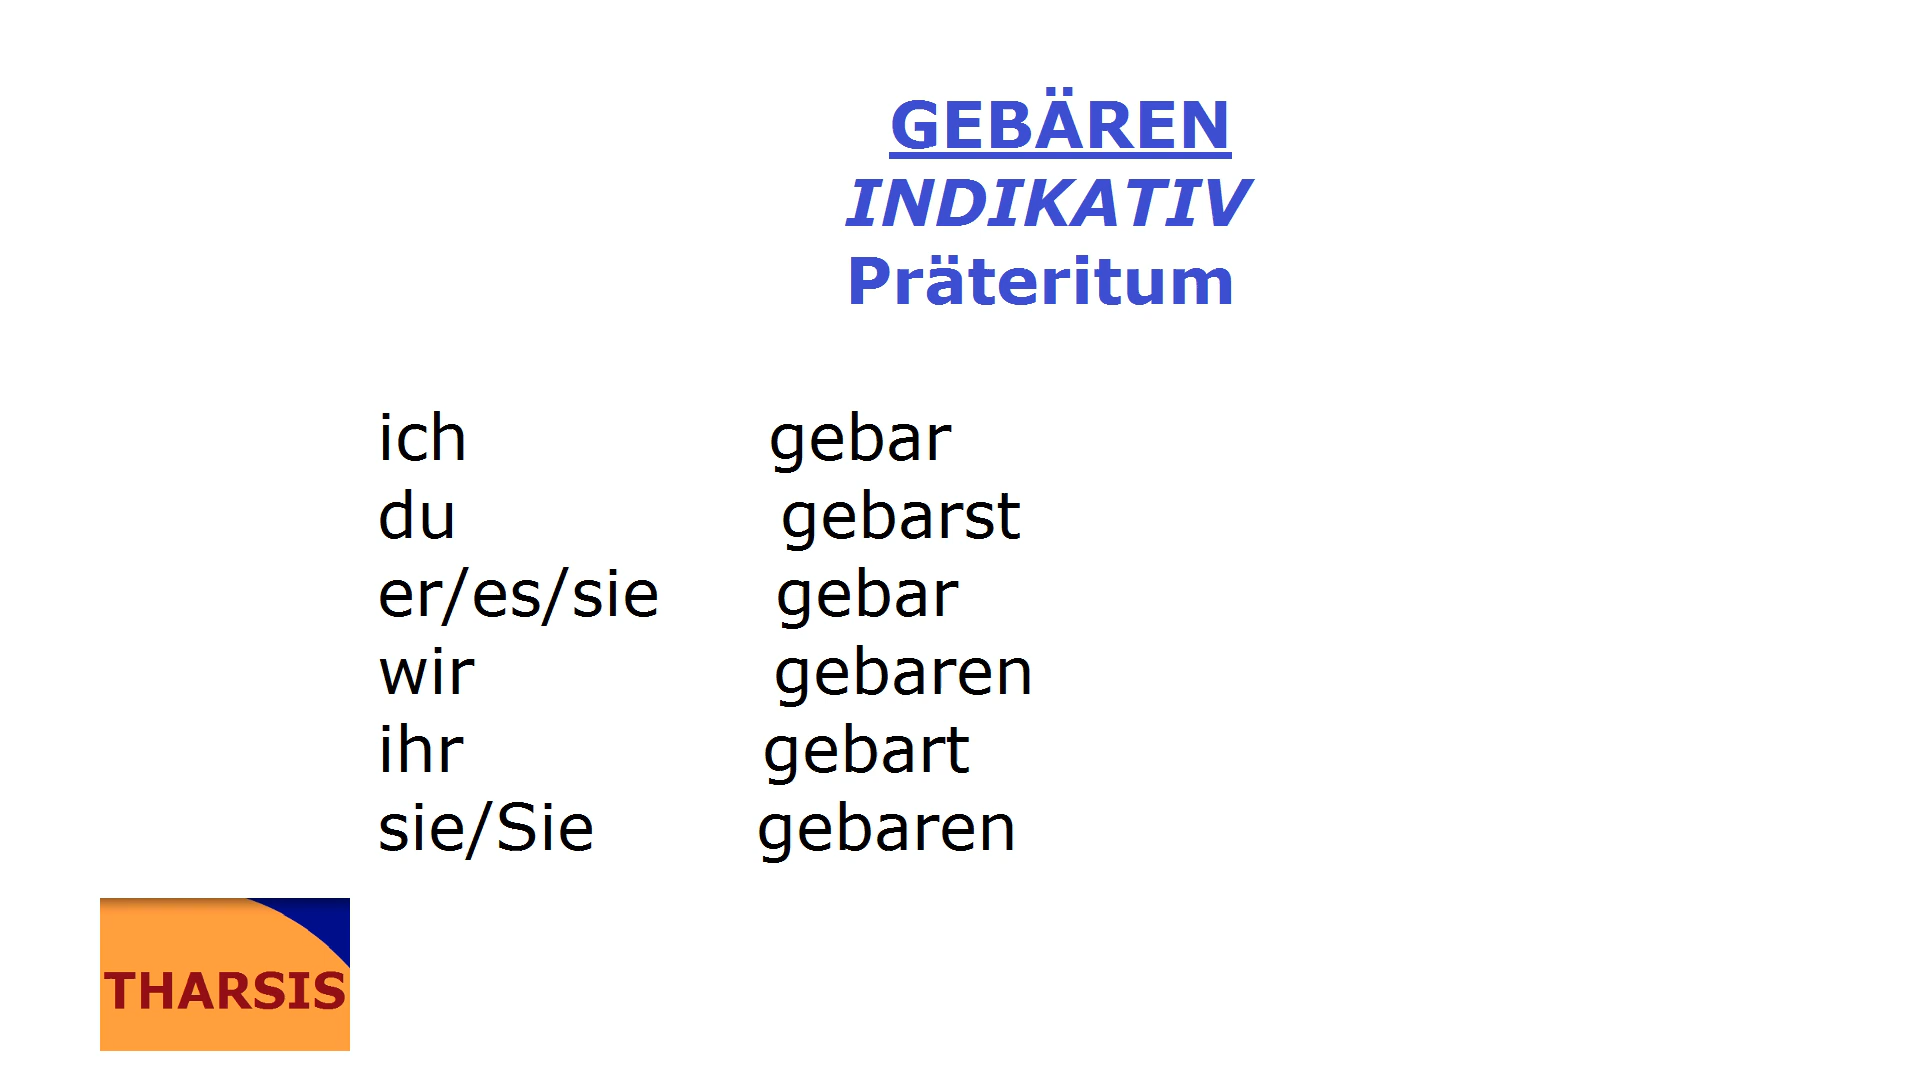 GEBÄREN
INDIKATIV
Präteritum
ich gebar
du gebarst
er/es/sie gebar
wir gebaren
ihr gebart
sie/Sie gebaren
THARSIS